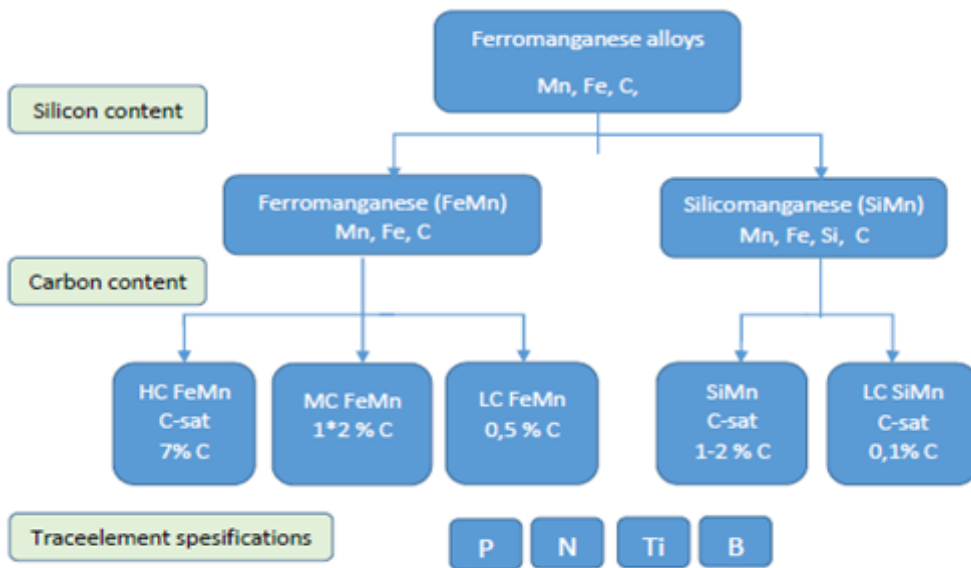 Ferromanganese alloys
Mn, Fe, C,
Silicon content
Ferromanganese (FeMn)
Mn, Fe, C
Silicomanganese (SiMn)
Mn, Fe, Si, C
Carbon content
HC FeMn
C-sat
7% C
MC FeMn
1*2 % C
LC FeMn
0,5 % C
SiMn
C-sat
1-2 % C
LC SiMn
C-sat
0,1% C
Traceelement spesifications
P
N
Ti
B